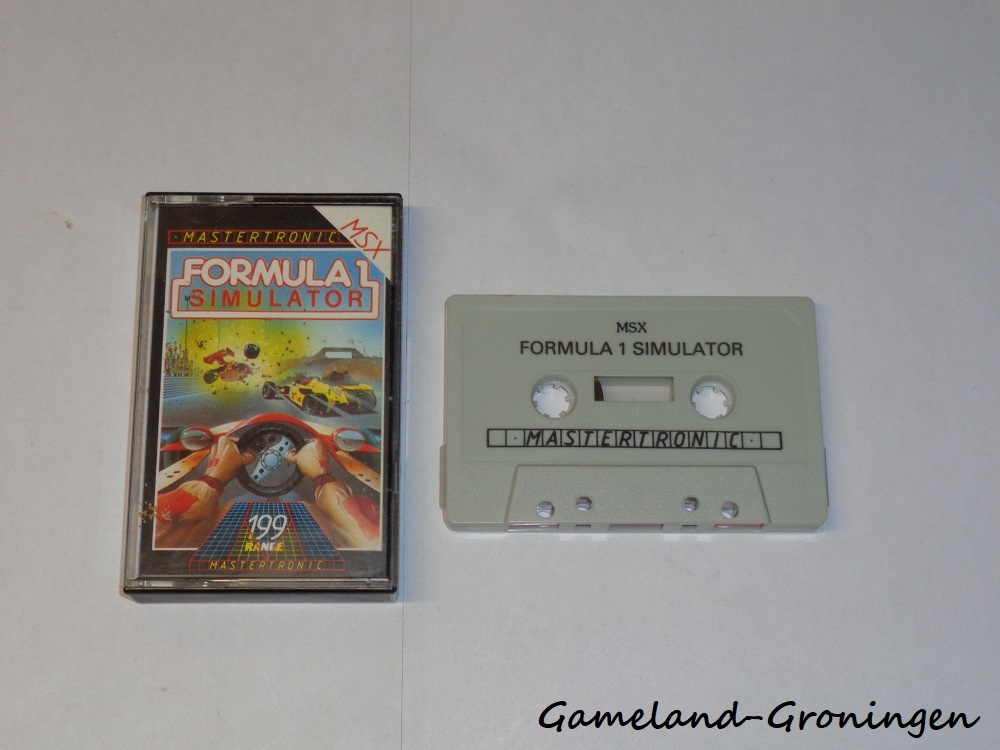 MSX
·MASTERTRONIC
FORMULA 1
SIMULATOR
199
RANGE
·MASTERTRONIC·
MSX
FORMULA 1 SIMULATOR
·MASTERTRONIC·
Gameland-Groningen